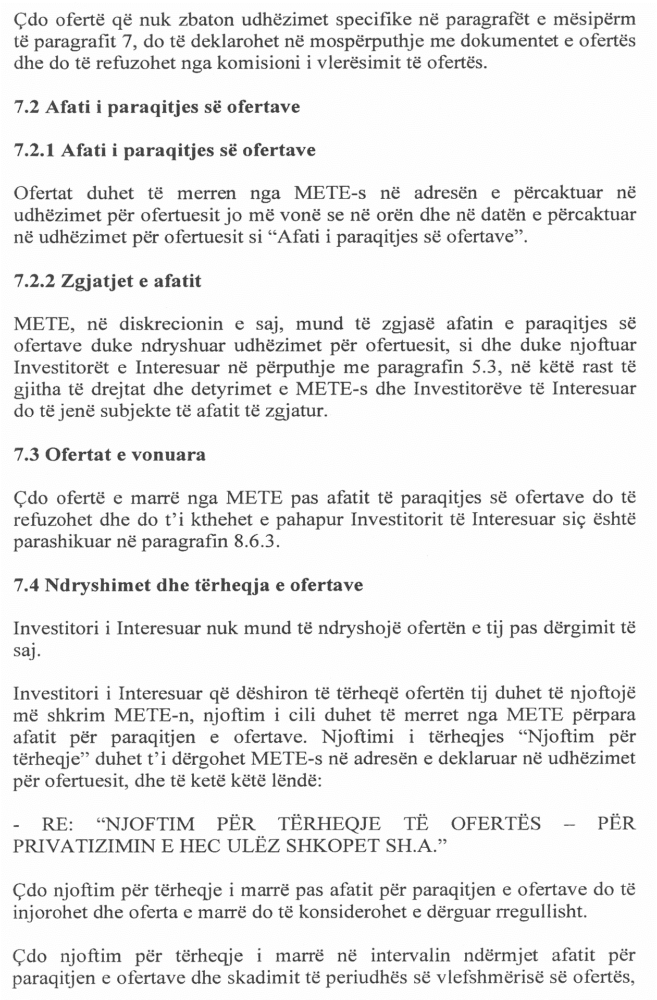 Çdo ofertë që nuk zbaton udhëzimet specifike në paragrafët e mësipërm
të paragrafit 7, do të deklarohet në mospërputhje me dokumentet e ofertës
dhe do të refuzohet nga komisioni i vlerësimit të ofertës.
7.2 Afati i paraqitjes së ofertave
7.2.1 Afati i paraqitjes së ofertave
Ofertat duhet të merren nga METE-s në adresën e përcaktuar në
udhëzimet për ofertuesit jo më vonë se në orën dhe në datën e përcaktuar
në udhëzimet për ofertuesit si “Afati i paraqitjes së ofertave”.
7.2.2 Zgjatjet e afatit
METE, në diskrecionin e saj, mund të zgjasë afatin e paraqitjes së
ofertave duke ndryshuar udhëzimet për ofertuesit, si dhe duke njoftuar
Investitorët e Interesuar në përputhje me paragrafin 5.3, në këtë rast të
gjitha të drejtat dhe detyrimet e METE-s dhe Investitorëve të Interesuar
do të jenë subjekte të afatit të zgjatur.
7.3 Ofertat e vonuara
Çdo ofertë e marrë nga METE pas afatit të paraqitjes së ofertave do të
refuzohet dhe do t’i kthehet e pahapur Investitorit të Interesuar siç është
parashikuar në paragrafin 8.6.3.
7.4 Ndryshimet dhe tërheqja e ofertave
Investitori i Interesuar nuk mund të ndryshojë ofertën e tij pas dërgimit të
saj.
Investitori i Interesuar që dëshiron të tërheqë ofertën tij duhet të njoftojë
më shkrim METE-n, njoftim i cili duhet të merret nga METE përpara
afatit për paraqitjen e ofertave. Njoftimi i tërheqjes “Njoftim për
tërheqje” duhet t’i dërgohet METE-s në adresën e deklaruar në udhëzimet
për ofertuesit, dhe të ketë këtë lëndë:
- RE: “NJOFTIM PËR TËRHEQJE TË OFERTËS – PËR
PRIVATIZIMIN E HEC ULËZ SHKOPET SH.A.”
Çdo njoftim për tërheqje i marrë pas afatit për paraqitjen e ofertave do të
injorohet dhe oferta e marrë do të konsiderohet e dërguar rregullisht.
Çdo njoftim për tërheqje i marrë në intervalin ndërmjet afatit për
paraqitjen e ofertave dhe skadimit të periudhës së vlefshmërisë së ofertës,